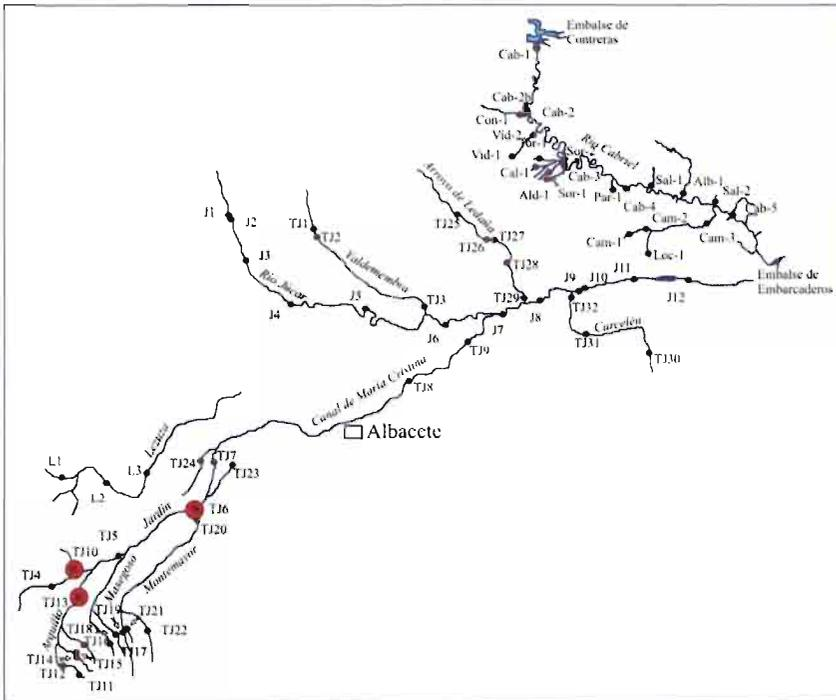 Embalse de
Contreras
Cab-1
Cab-2b
Cab-2
Con-1
Vid-2
Vid-1
Cal-1
Cab-3
Río Cabriel
Ald-1
Sor-1
Par-1
Cab-4
Sal-1
Alb-1
Sal-2
Cab-5
Cam-2
Cam-1
Loc-1
Cam-3
Embalse de
Embarcaderos
Arroyo de Ledaña
TJ25
TJ26
TJ27
TJ28
TJ29
J1
J2
J3
J4
Río Júcar
J5
TJ1
TJ2
Valdemembra
TJ3
J6
J7
J8
J9
J10
J11
J12
TJ32
TJ31
Carcelén
TJ30
TJ9
TJ8
Canal de María Cristina
Albacete
L1
L2
L3
Lezuza
TJ24
TJ7
TJ23
TJ6
TJ20
Jardín
TJ5
TJ10
TJ4
TJ13
Masegoso
Montemayor
Arquillo
TJ19
TJ21
TJ18
TJ16
TJ22
TJ17
TJ14
TJ15
TJ12
TJ11